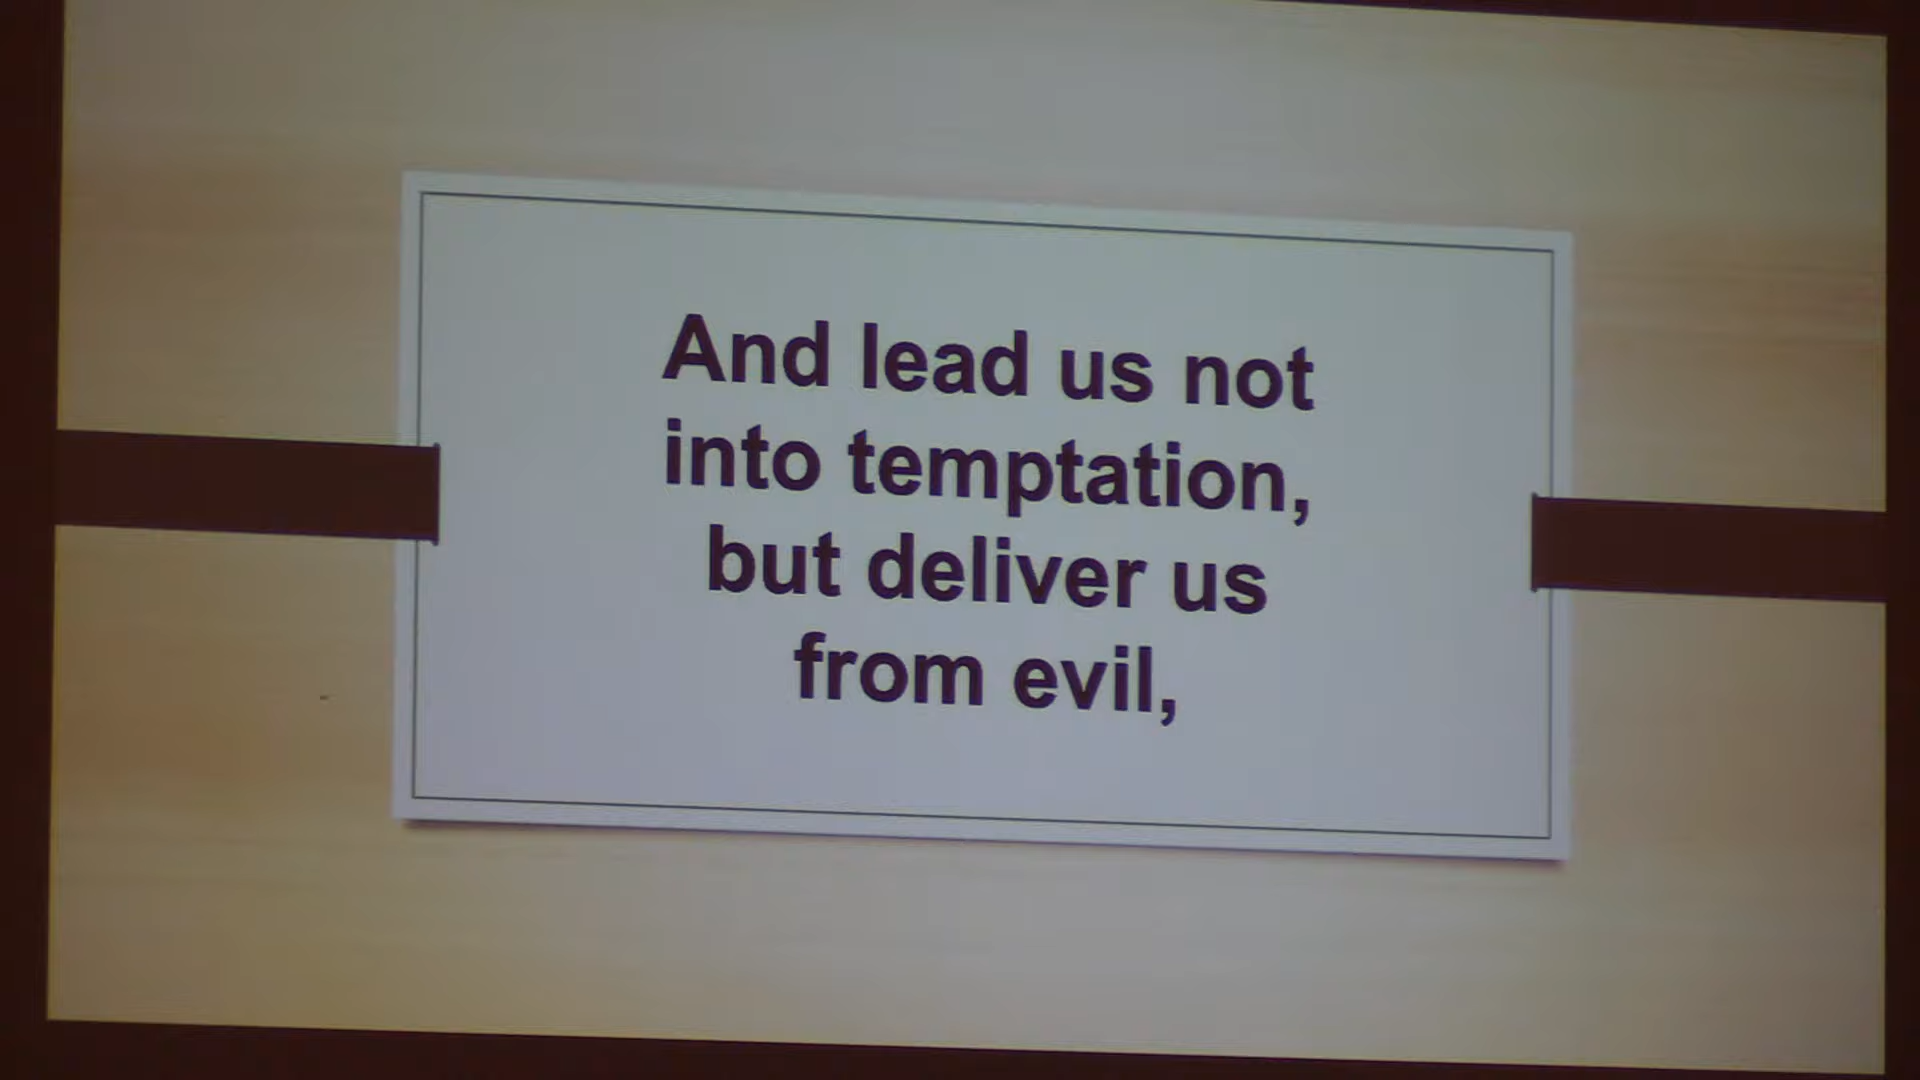 And lead us not
into temptation,
but deliver us
from evil,